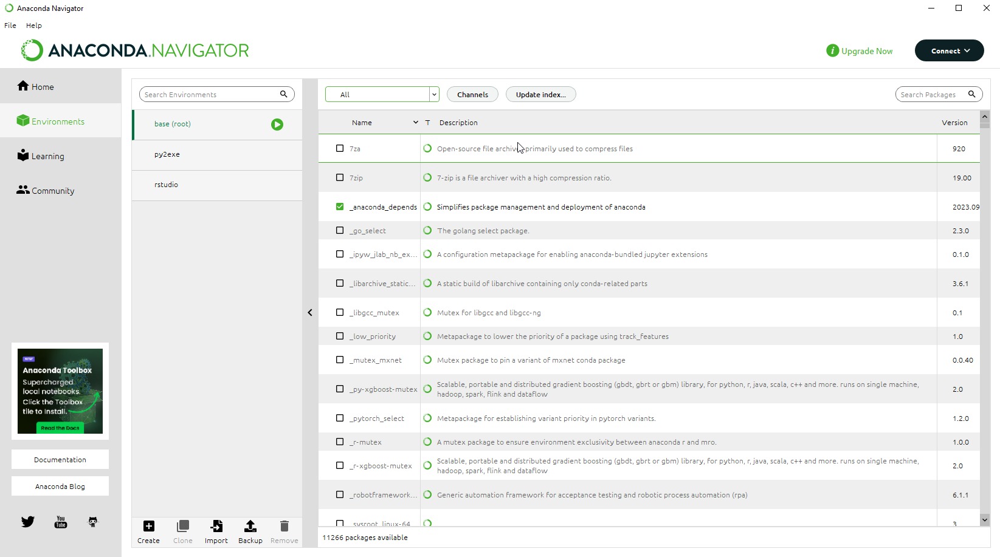 Anaconda Navigator
File Help
ANACONDA.NAVIGATOR
Upgrade Now
Connect
Home
Environments
Learning
Community
NEW
Anaconda Toolbox
Supercharged
local notebooks.
Click the Toolbox
tile to Install.
Read the Docs
Documentation
Anaconda Blog
You
Tube
Search Environments
base (root)
py2exe
rstudio
Create Clone Import Backup Remove
All Channels Update index... Search Packages
Name T Description Version
7za Open-source file archive primarily used to compress files 920
7zip 7-zip is a file archiver with a high compression ratio. 19.00
_anaconda_depends Simplifies package management and deployment of anaconda 2023.09
_go_select The golang select package. 2.3.0
_ipyw_jlab_nb_ex... A configuration metapackage for enabling anaconda-bundled jupyter extensions 0.1.0
_libarchive_static... A static build of libarchive containing only conda-related parts 3.6.1
_libgcc_mutex Mutex for libgcc and libgcc-ng 0.1
_low_priority Metapackage to lower the priority of a package using track_features 1.0
_mutex_mxnet Mutex package to pin a variant of mxnet conda package 0.0.40
_py-xgboost-mutex Scalable, portable and distributed gradient boosting (gbdt, gbrt or gbm) library, for python, r, java, scala, c++ and more. runs on single machine, 2.0
hadoop, spark, flink and dataflow
_pytorch_select Metapackage for establishing variant priority in pytorch variants. 1.2.0
_r-mutex A mutex package to ensure environment exclusivity between anaconda r and mro. 1.0.0
_r-xgboost-mutex Scalable, portable and distributed gradient boosting (gbdt, gbrt or gbm) library, for python, r, java, scala, c++ and more. runs on single machine, 2.0
hadoop, spark, flink and dataflow
_robotframework... Generic automation framework for acceptance testing and robotic process automation (rpa) 6.1.1
_sysroot_linux-64 3
11266 packages available